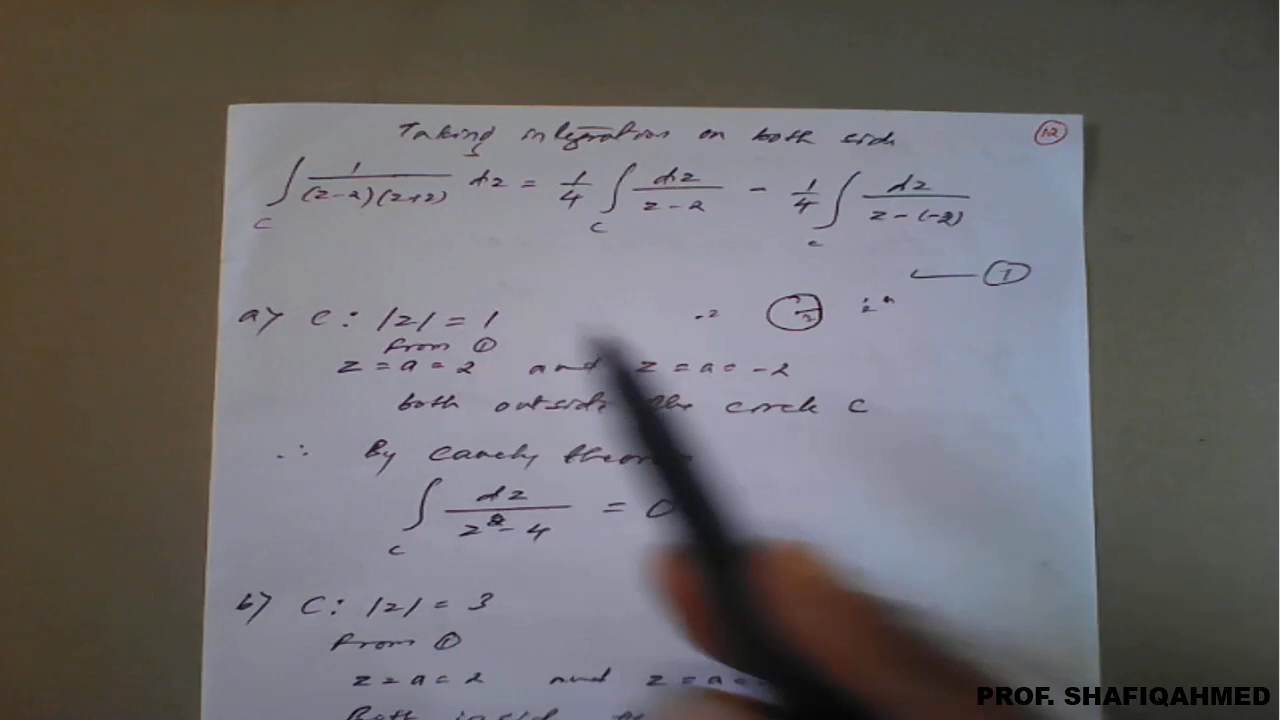 Taking integration on both side
12
∫_C 1/((z-2)(z+2)) dz = 1/4 ∫_C dz/(z-2) - 1/4 ∫_C dz/(z-(-2))
①
a) C: |z| = 1
from ①
z = a = 2 and z = a = -2
both outside the circle C
∴ By cauchy theorem
∫_C dz/(z²-4) = 0
b) C: |z| = 3
From ①
z = a = 2 and z = a =
Both inside
PROF. SHAFIQAHMED